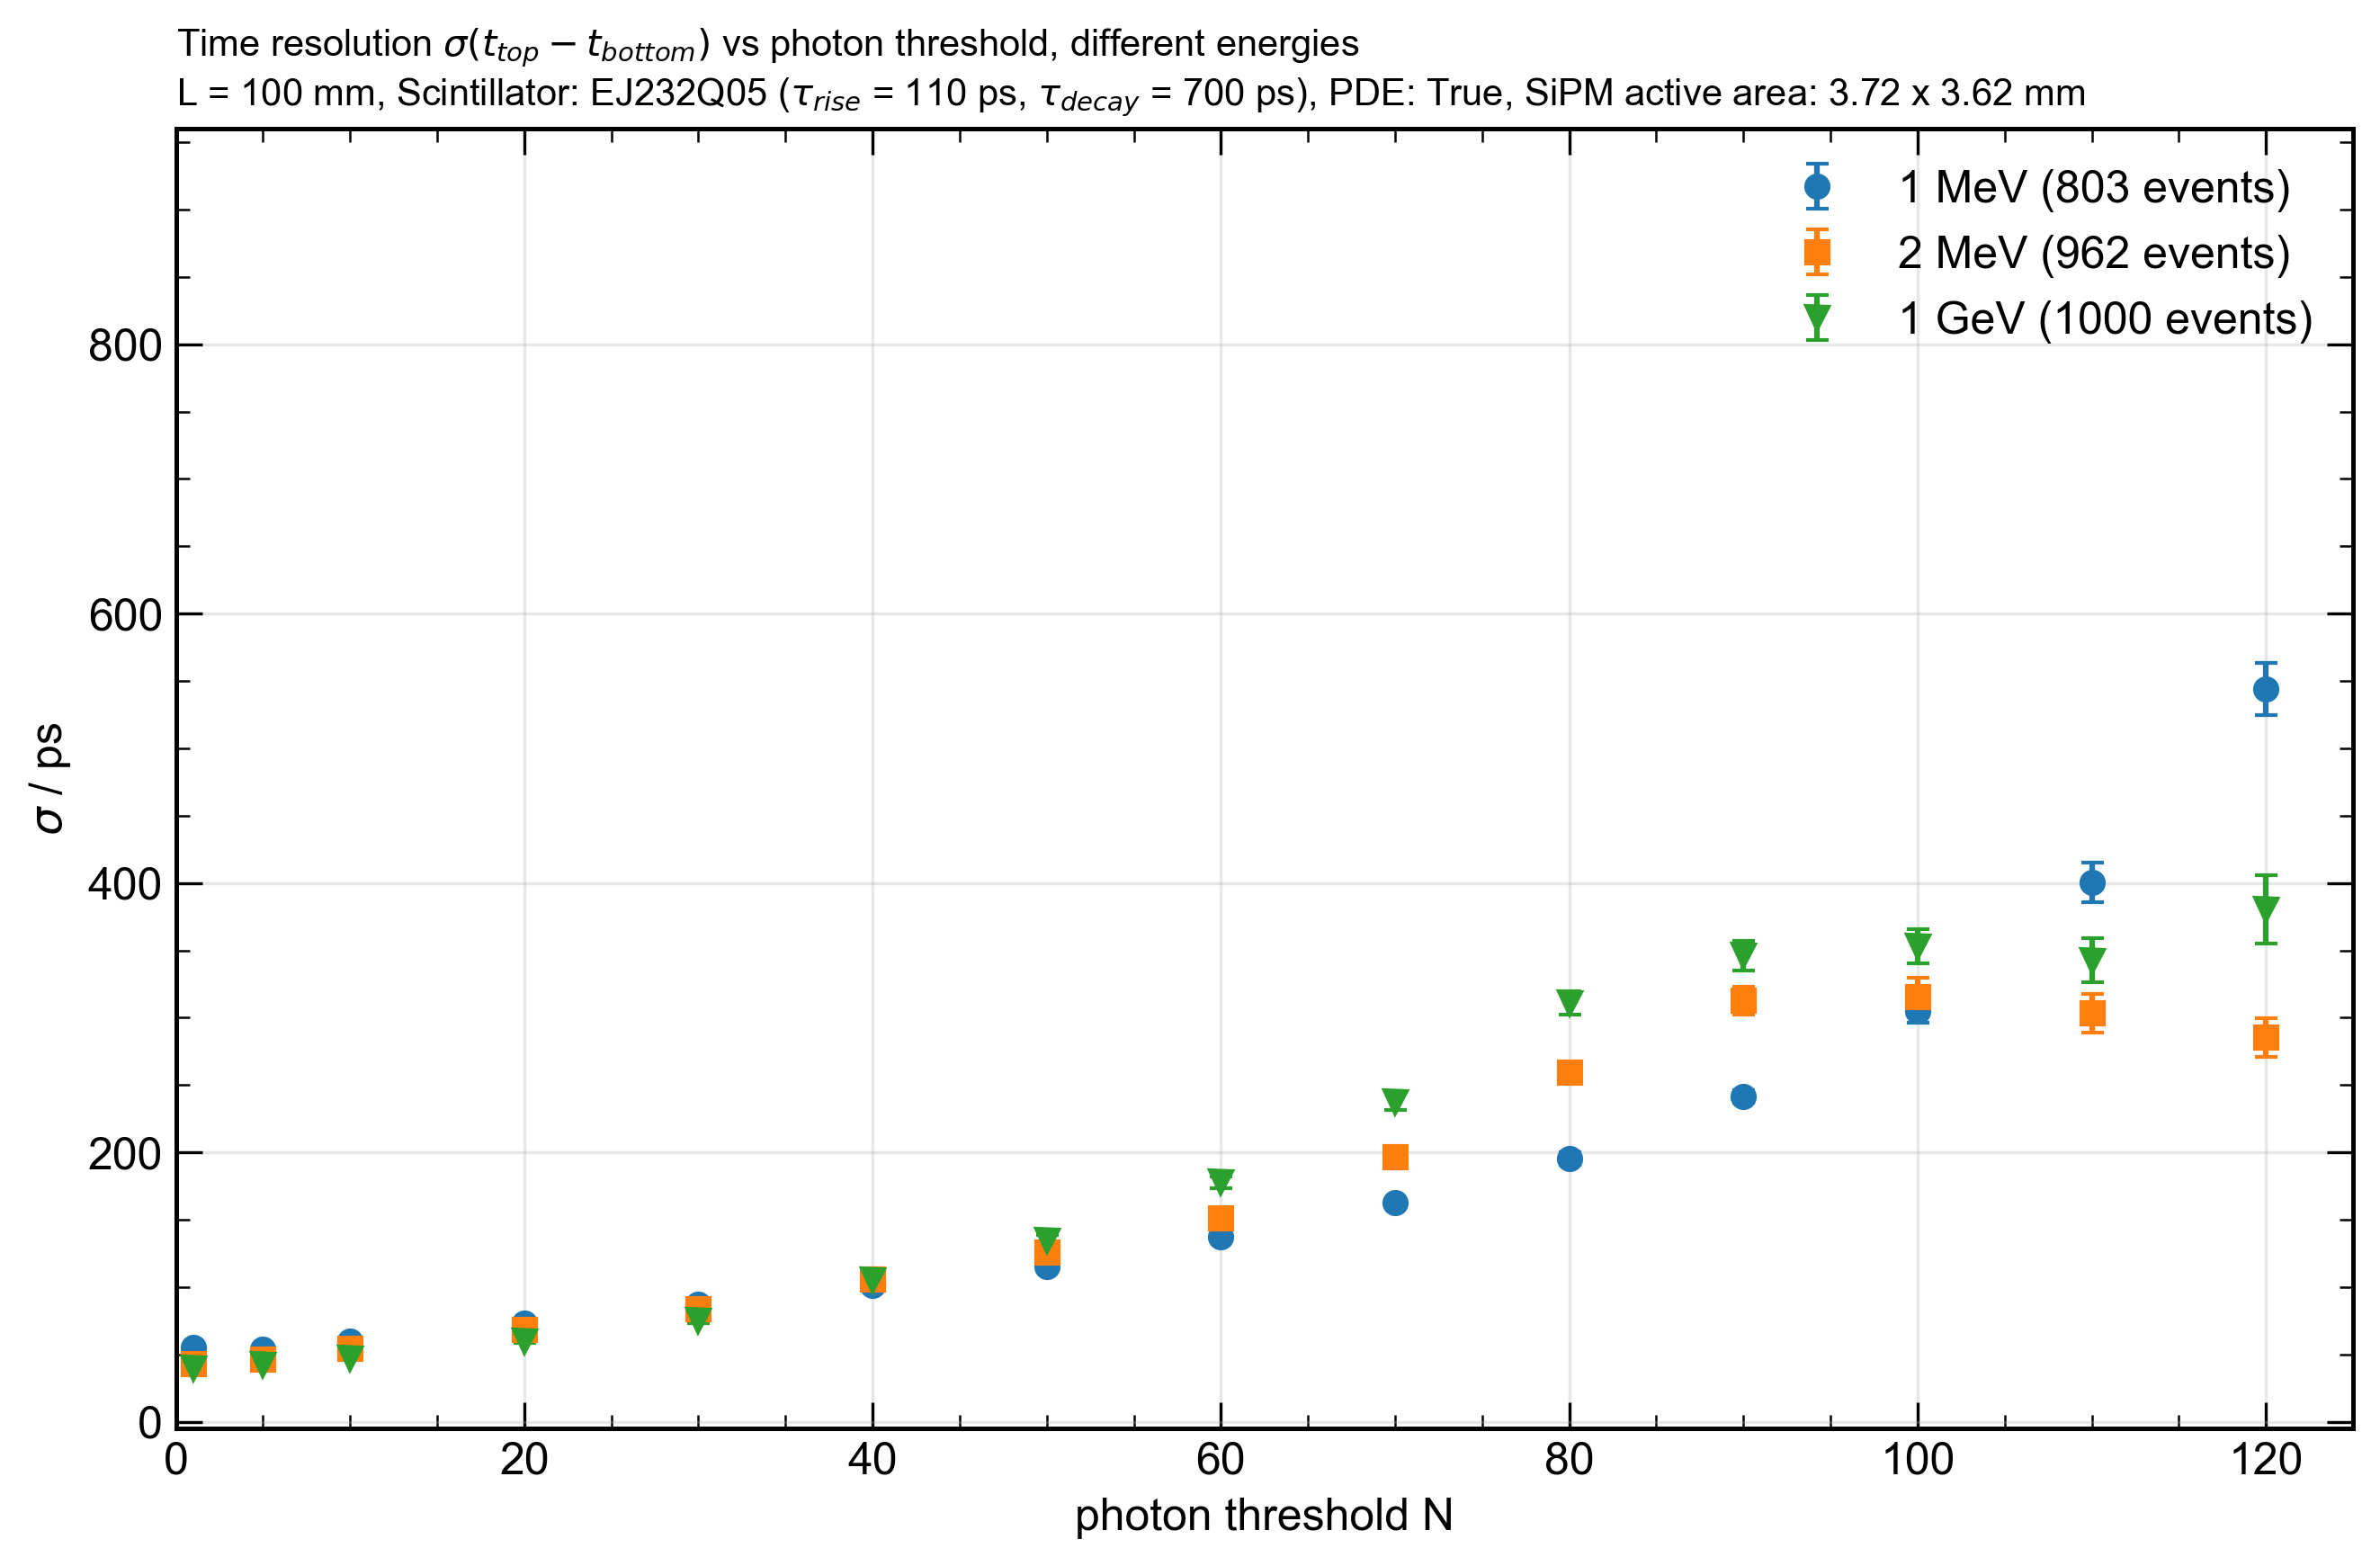 Time resolution σ(t_top − t_bottom) vs photon threshold, different energies
L = 100 mm, Scintillator: EJ232Q05 (τ_rise = 110 ps, τ_decay = 700 ps), PDE: True, SiPM active area: 3.72 x 3.62 mm
1 MeV (803 events)
2 MeV (962 events)
1 GeV (1000 events)
800
600
400
200
0
σ / ps
0 20 40 60 80 100 120
photon threshold N